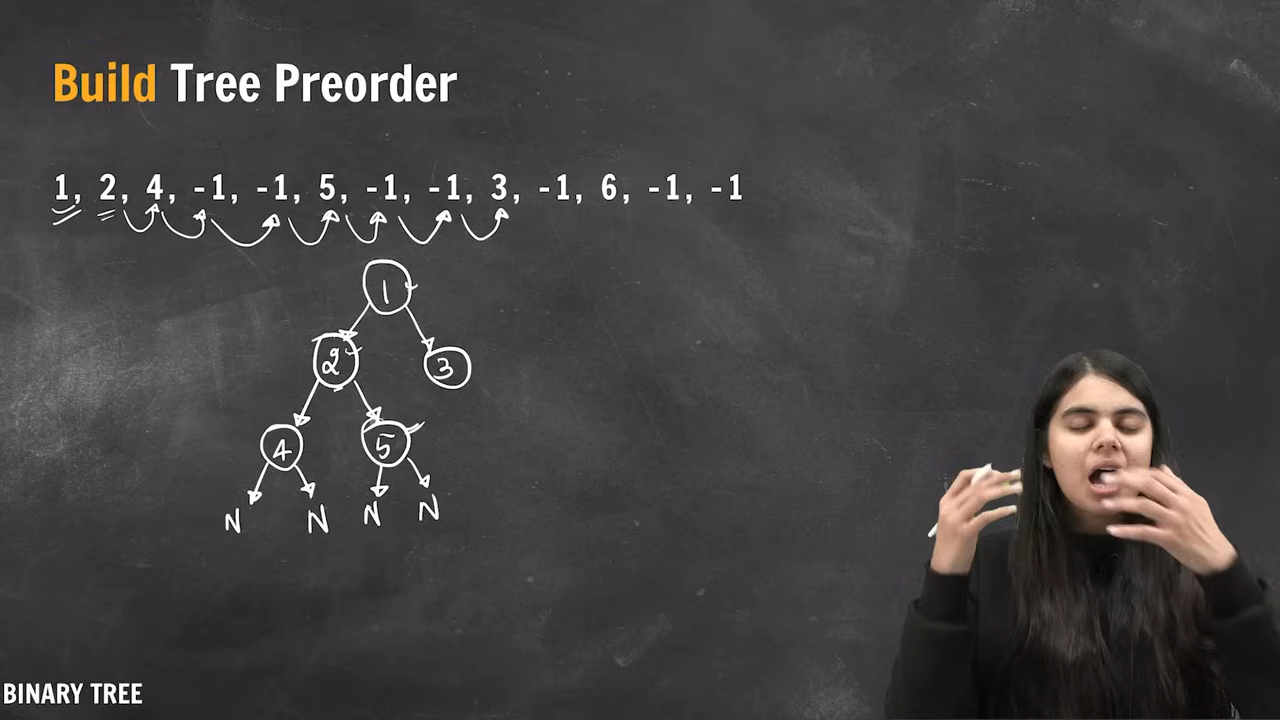 Build Tree Preorder
1, 2, 4, -1, -1, 5, -1, -1, 3, -1, 6, -1, -1
1
2 3
4 5
N N N N
BINARY TREE